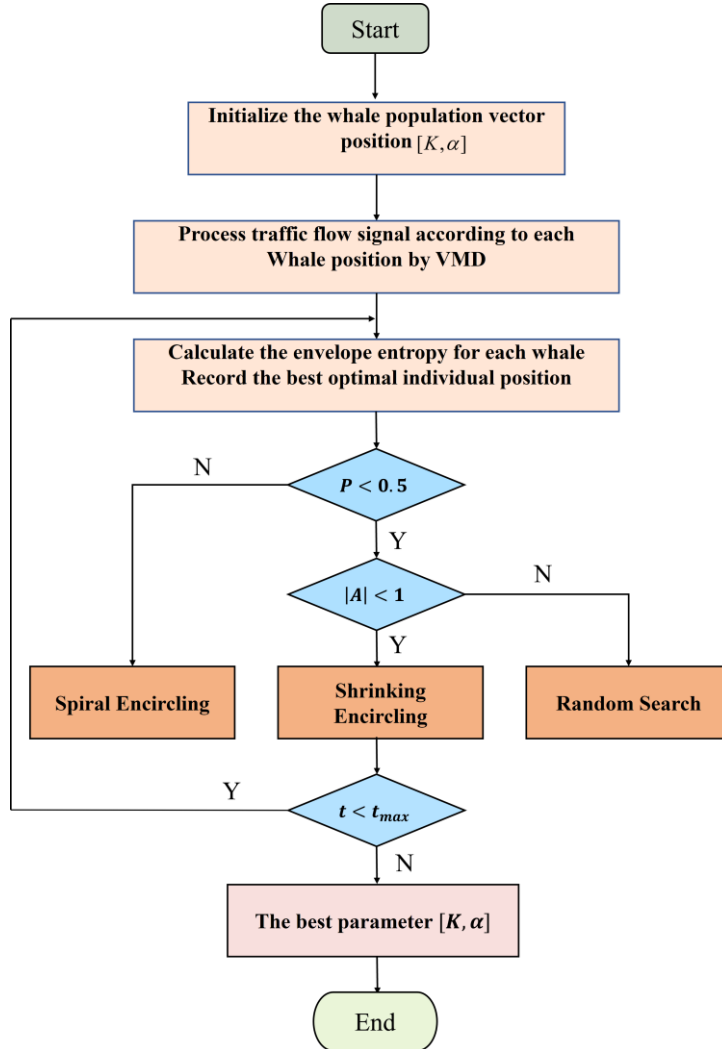 Start
Initialize the whale population vector
position [K, α]
Process traffic flow signal according to each
Whale position by VMD
Calculate the envelope entropy for each whale
Record the best optimal individual position
N
P < 0.5
Y
|A| < 1
N
Y
Spiral Encircling
Shrinking
Encircling
Random Search
Y
t < tmax
N
The best parameter [K, α]
End